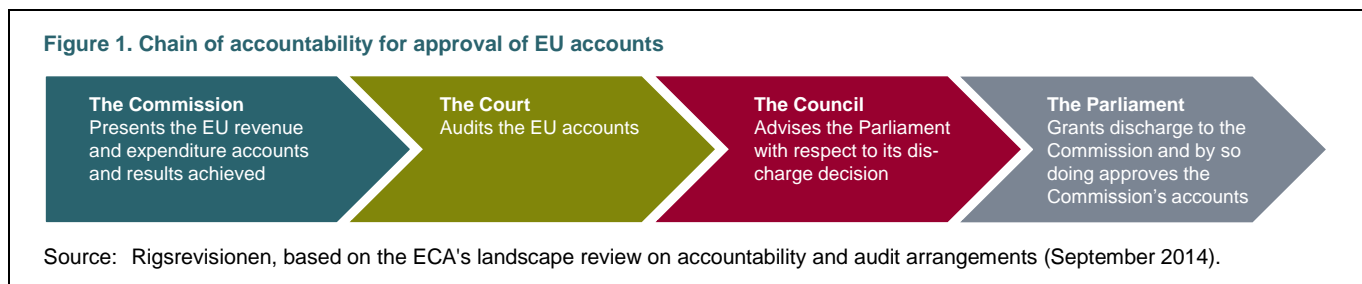 Figure 1. Chain of accountability for approval of EU accounts
The Commission
Presents the EU revenue
and expenditure accounts
and results achieved
The Court
Audits the EU accounts
The Council
Advises the Parliament
with respect to its dis-
charge decision
The Parliament
Grants discharge to the
Commission and by so
doing approves the
Commission's accounts
Source: Rigsrevisionen, based on the ECA's landscape review on accountability and audit arrangements (September 2014).